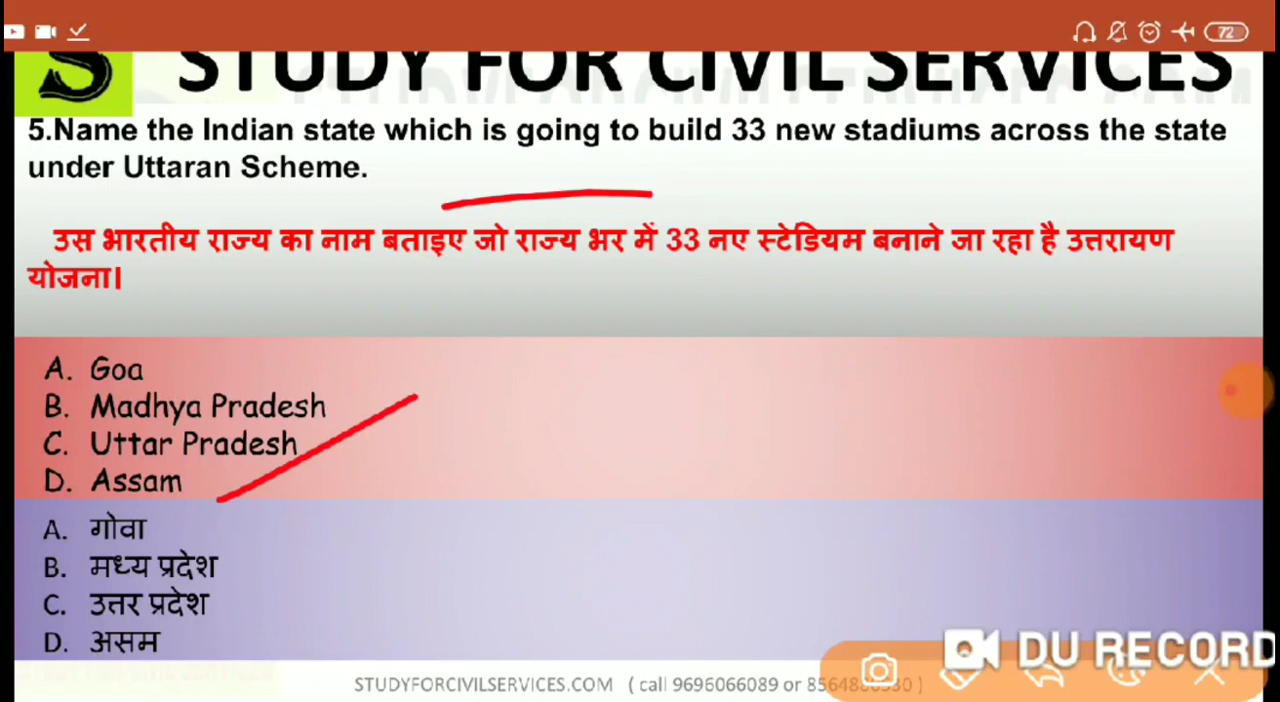 72
STUDY FOR CIVIL SERVICES
5.Name the Indian state which is going to build 33 new stadiums across the state
under Uttaran Scheme.
उस भारतीय राज्य का नाम बताइए जो राज्य भर में 33 नए स्टेडियम बनाने जा रहा है उत्तरायण
योजना।
A. Goa
B. Madhya Pradesh
C. Uttar Pradesh
D. Assam
A. गोवा
B. मध्य प्रदेश
C. उत्तर प्रदेश
D. असम
DU RECORD
STUDYFORCIVILSERVICES.COM ( call 9696066089 or )